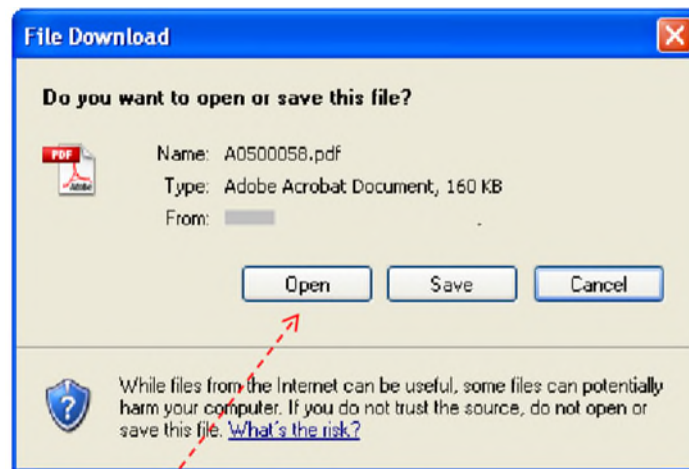 File Download
Do you want to open or save this file?
PDF
Adobe
Name: A0500058.pdf
Type: Adobe Acrobat Document, 160 KB
From:
Open Save Cancel
While files from the Internet can be useful, some files can potentially
harm your computer. If you do not trust the source, do not open or
save this file. What's the risk?